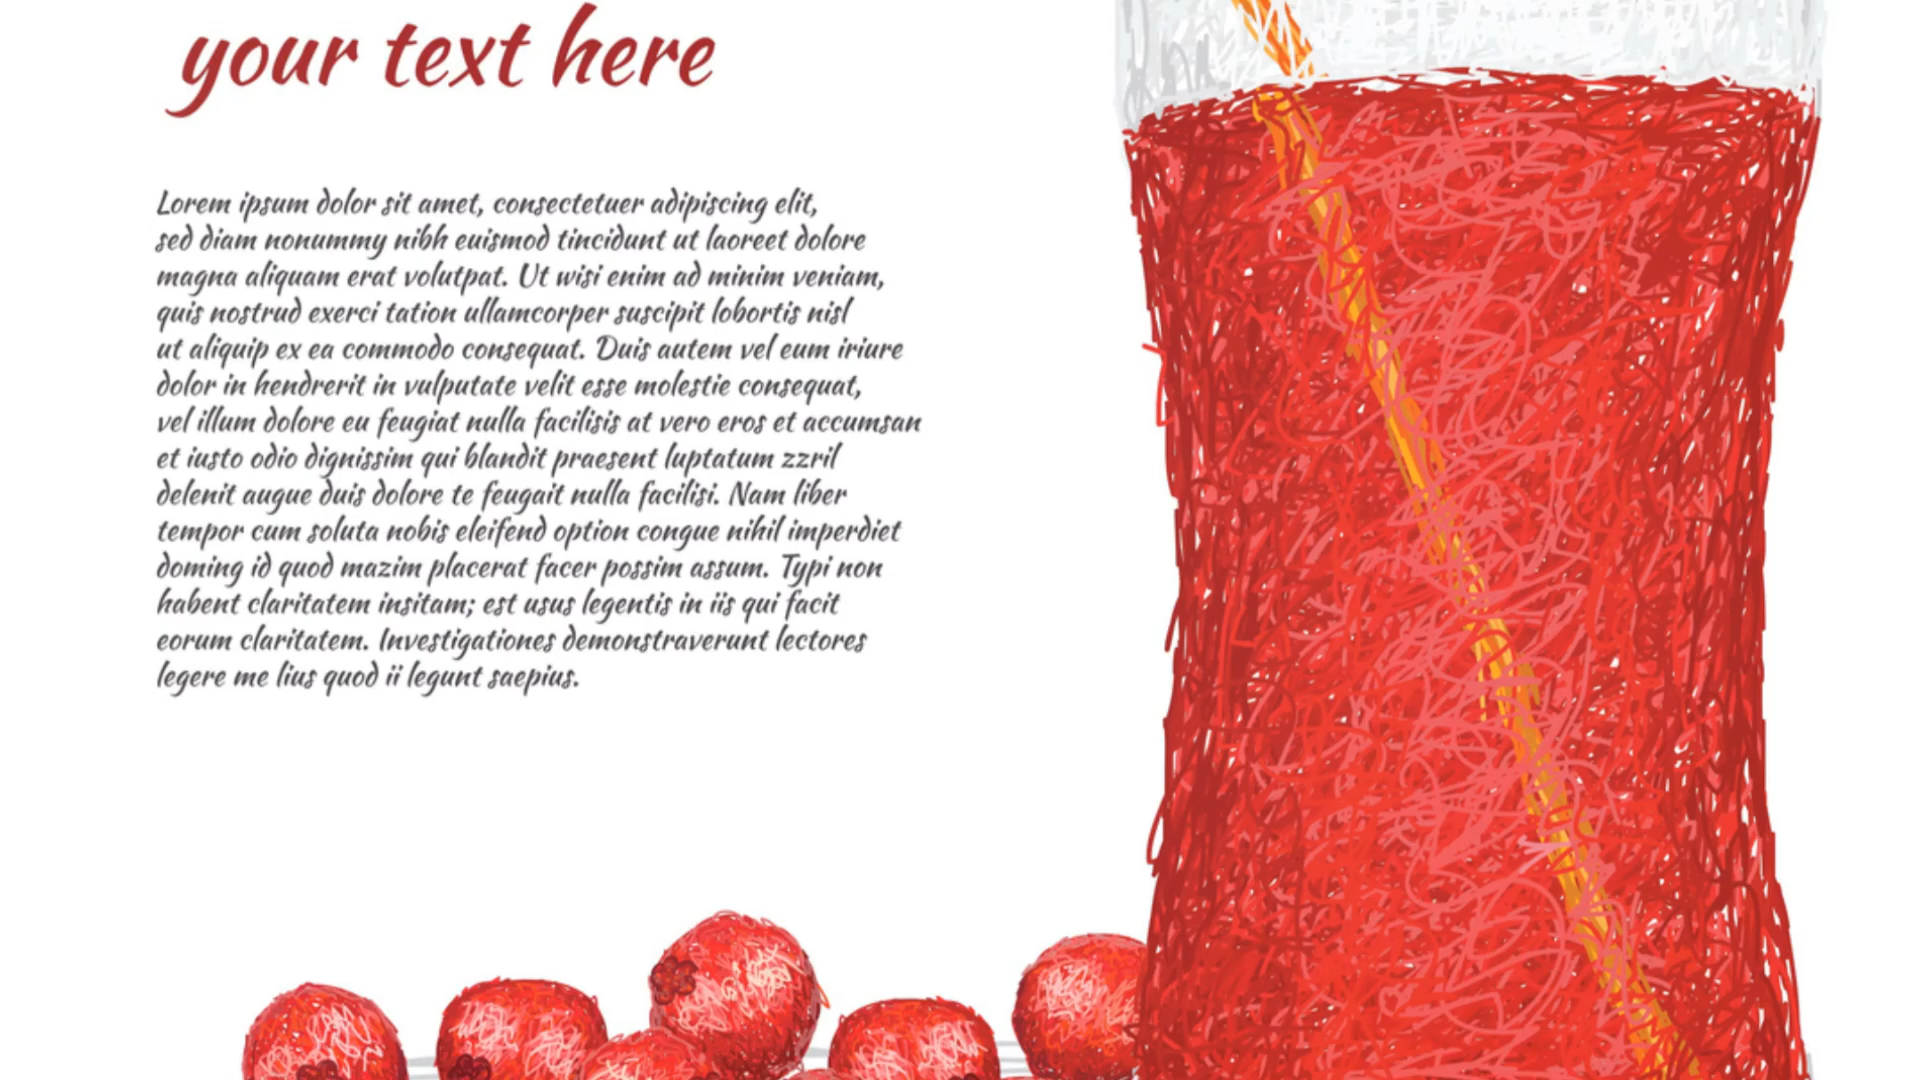 your text here
Lorem ipsum dolor sit amet, consectetuer adipiscing elit,
sed diam nonummy nibh euismod tincidunt ut laoreet dolore
magna aliquam erat volutpat. Ut wisi enim ad minim veniam,
quis nostrud exerci tation ullamcorper suscipit lobortis nisl
ut aliquip ex ea commodo consequat. Duis autem vel eum iriure
dolor in hendrerit in vulputate velit esse molestie consequat,
vel illum dolore eu feugiat nulla facilisis at vero eros et accumsan
et iusto odio dignissim qui blandit praesent luptatum zzril
delenit augue duis dolore te feugait nulla facilisi. Nam liber
tempor cum soluta nobis eleifend option congue nihil imperdiet
doming id quod mazim placerat facer possim assum. Typi non
habent claritatem insitam; est usus legentis in iis qui facit
eorum claritatem. Investigationes demonstraverunt lectores
legere me lius quod ii legunt saepius.